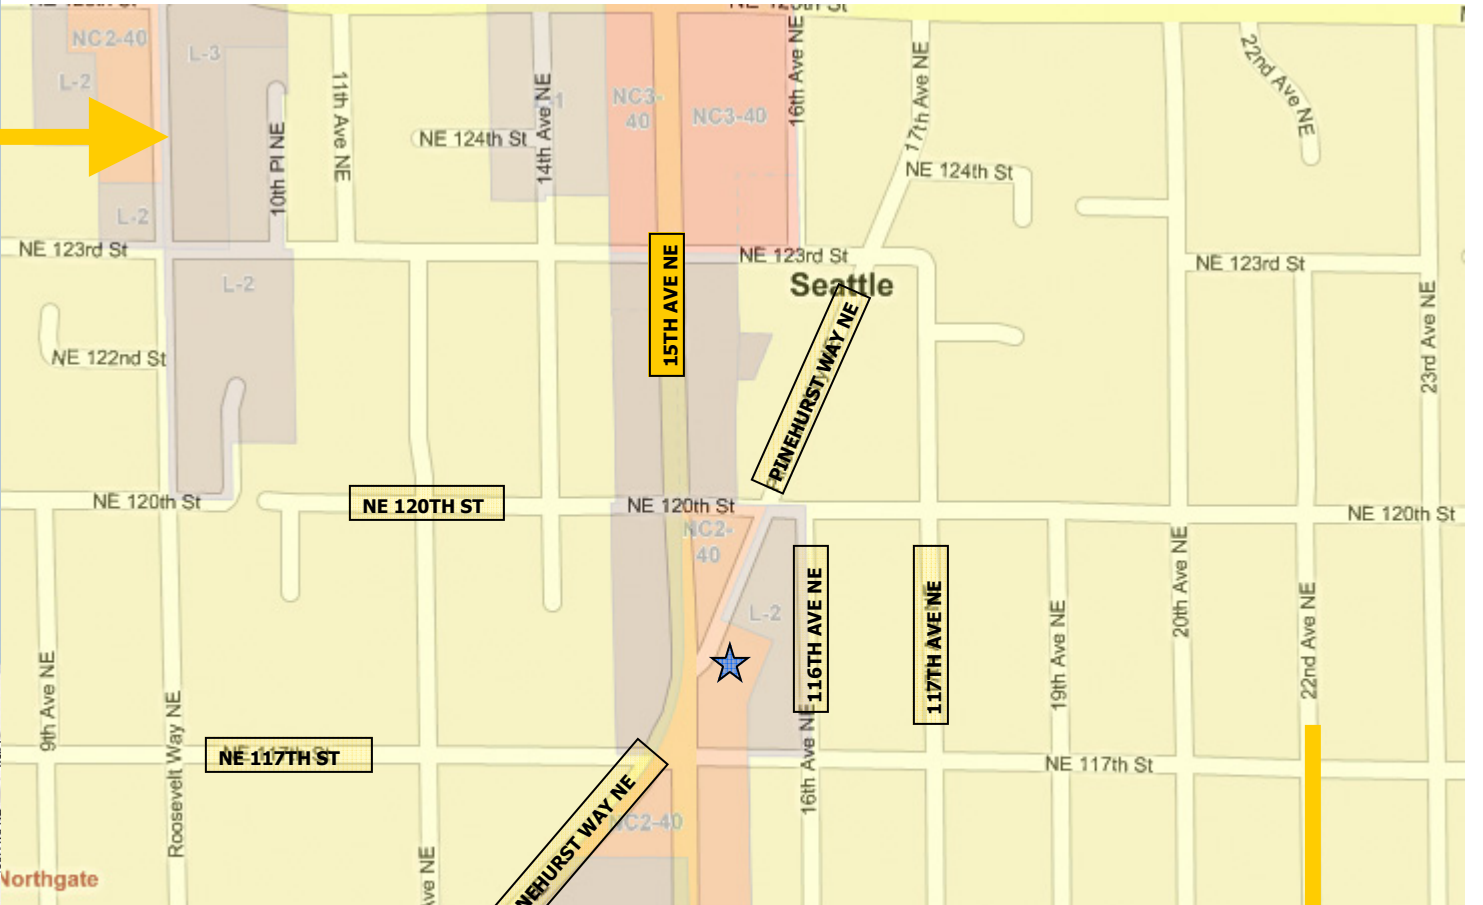 NC2-40
L-3
L-2
NC3-
40
NC3-40
16th Ave NE
17th Ave NE
22nd Ave NE
11th Ave NE
14th Ave NE
NE 124th St
10th Pl NE
NE 124th St
L-2
NE 123rd St
NE 123rd St
NE 123rd St
L-2
Seattle
15TH AVE NE
PINEHURST WAY NE
23rd Ave NE
NE 122nd St
NE 120th St
NE 120TH ST
NE 120th St
NE 120th St
NC2-
40
L-2
116TH AVE NE
117TH AVE NE
19th Ave NE
20th Ave NE
22nd Ave NE
9th Ave NE
Roosevelt Way NE
NE 117TH ST
16th Ave NE
NE 117th St
NEHURST WAY NE
NC2-40
Ave NE
Northgate